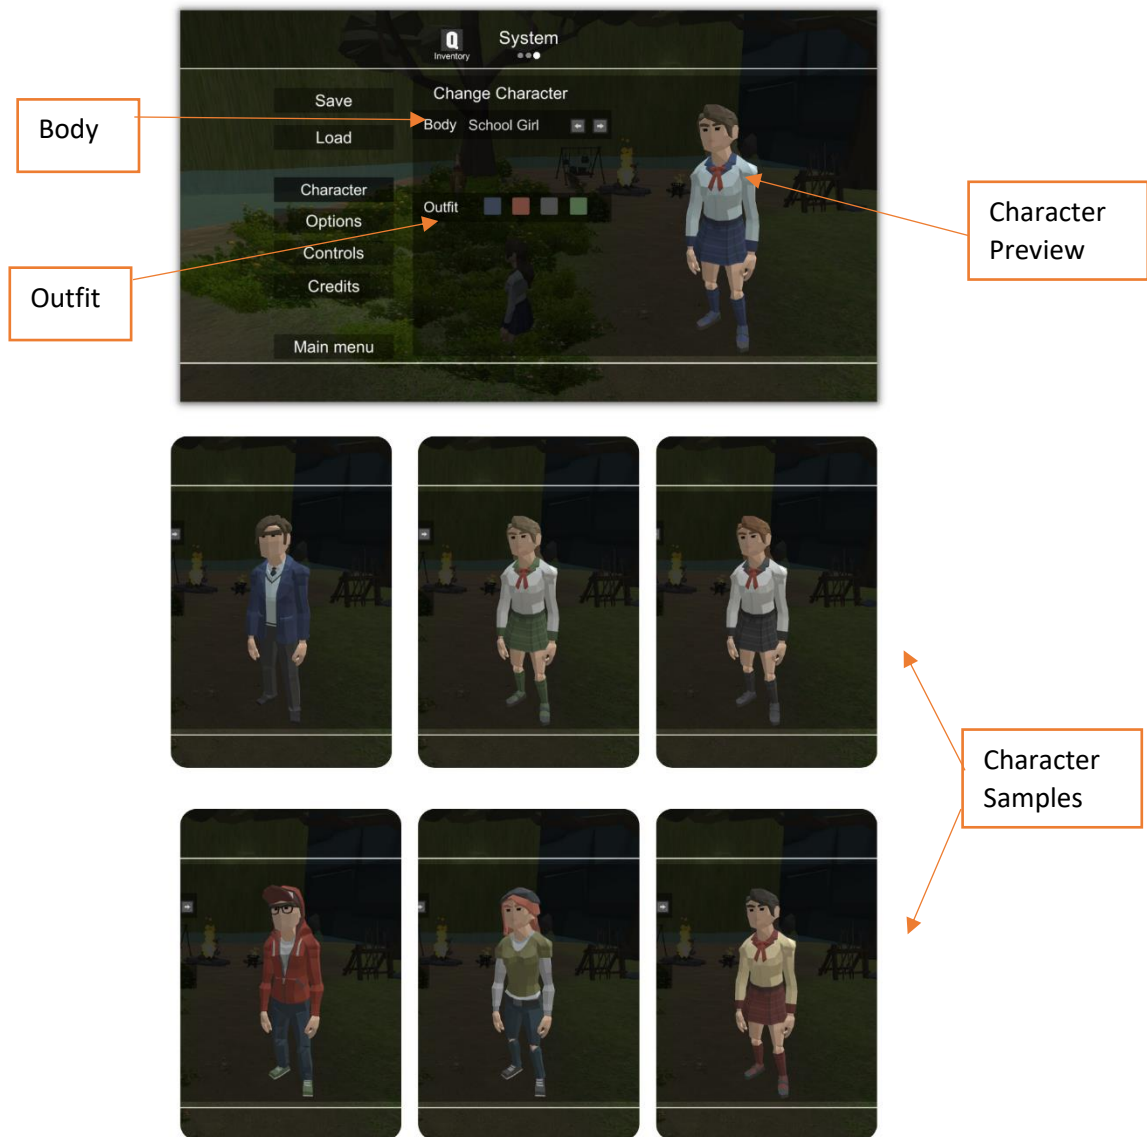 Q
Inventory
System
Change Character
Body School Girl
Outfit
Save
Load
Character
Options
Controls
Credits
Main menu
Body
Outfit
Character
Preview
Character
Samples